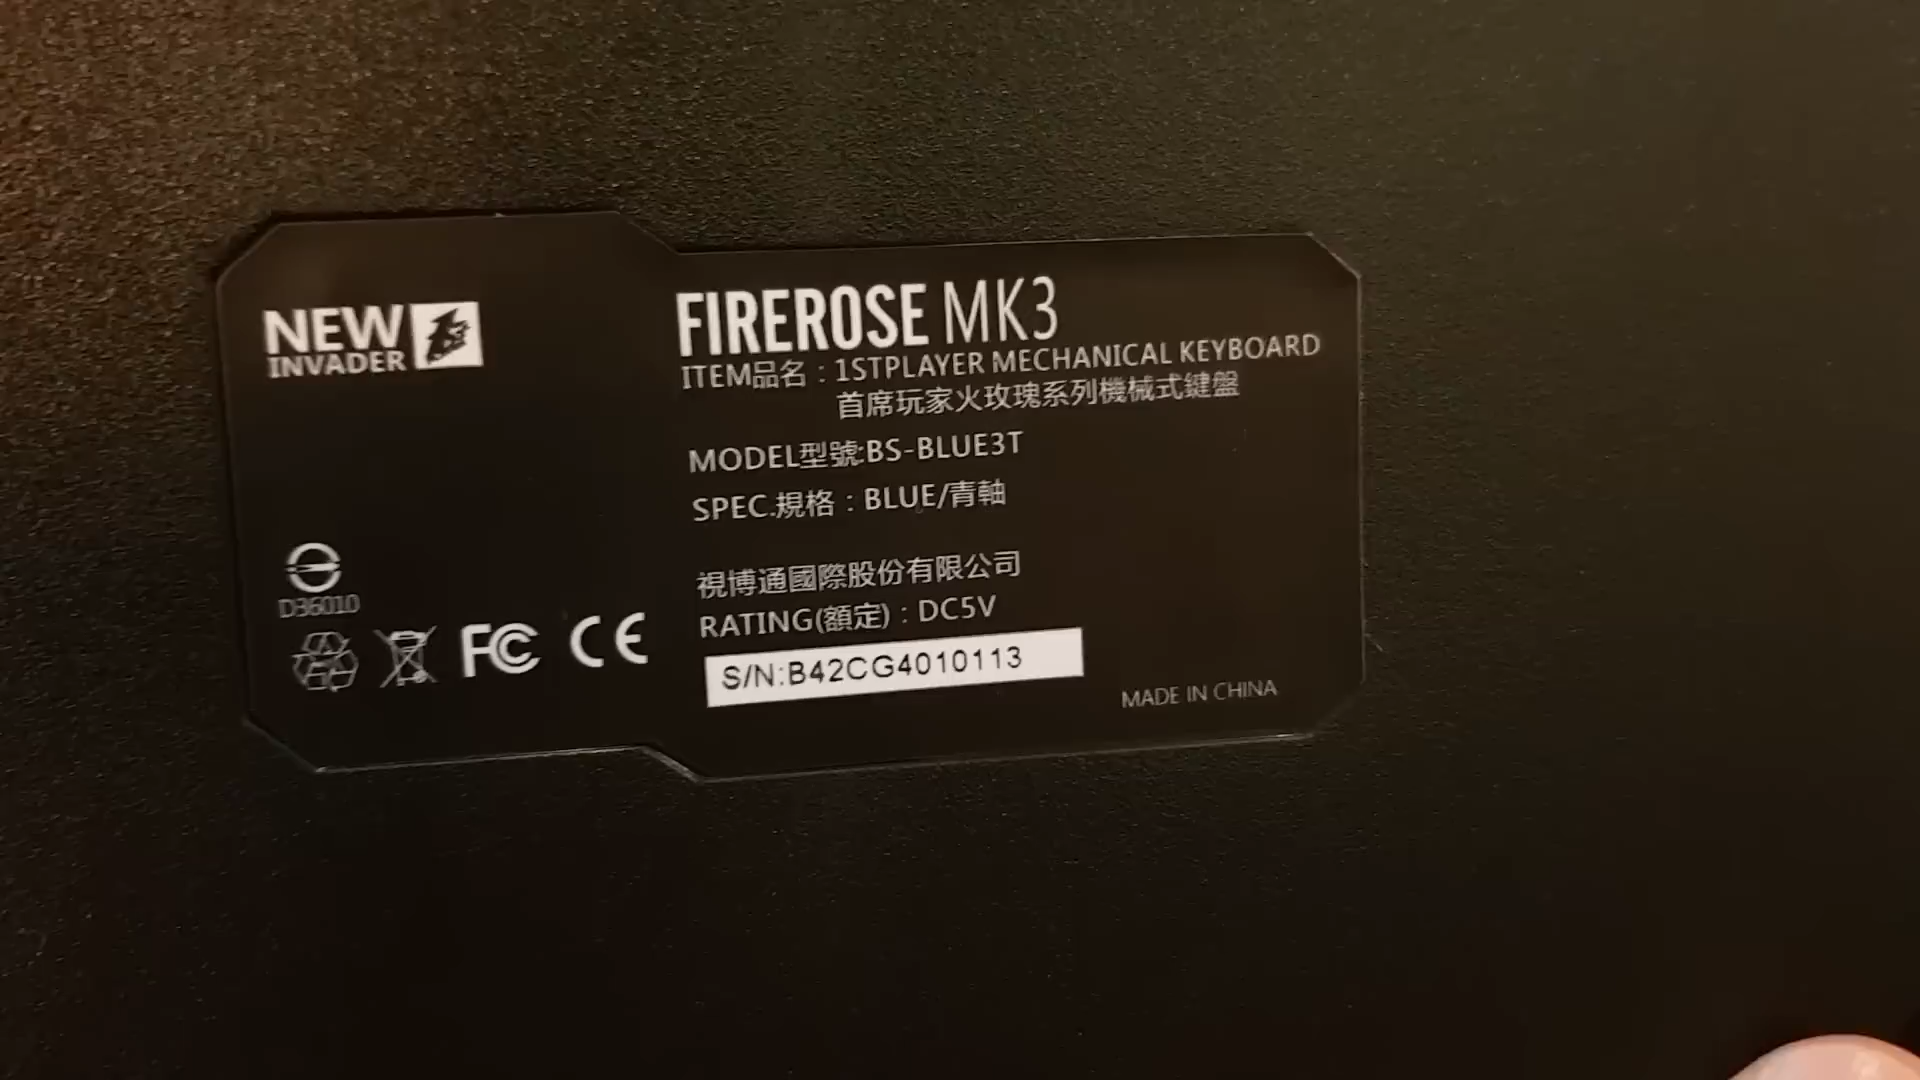 NEW
INVADER
FIREROSE MK3
ITEM品名：1STPLAYER MECHANICAL KEYBOARD
首席玩家火玫瑰系列機械式鍵盤
MODEL型號:BS-BLUE3T
SPEC.規格：BLUE/青軸
視博通國際股份有限公司
RATING(額定)：DC5V
S/N:B42CG4010113
MADE IN CHINA
D36010
FC CE